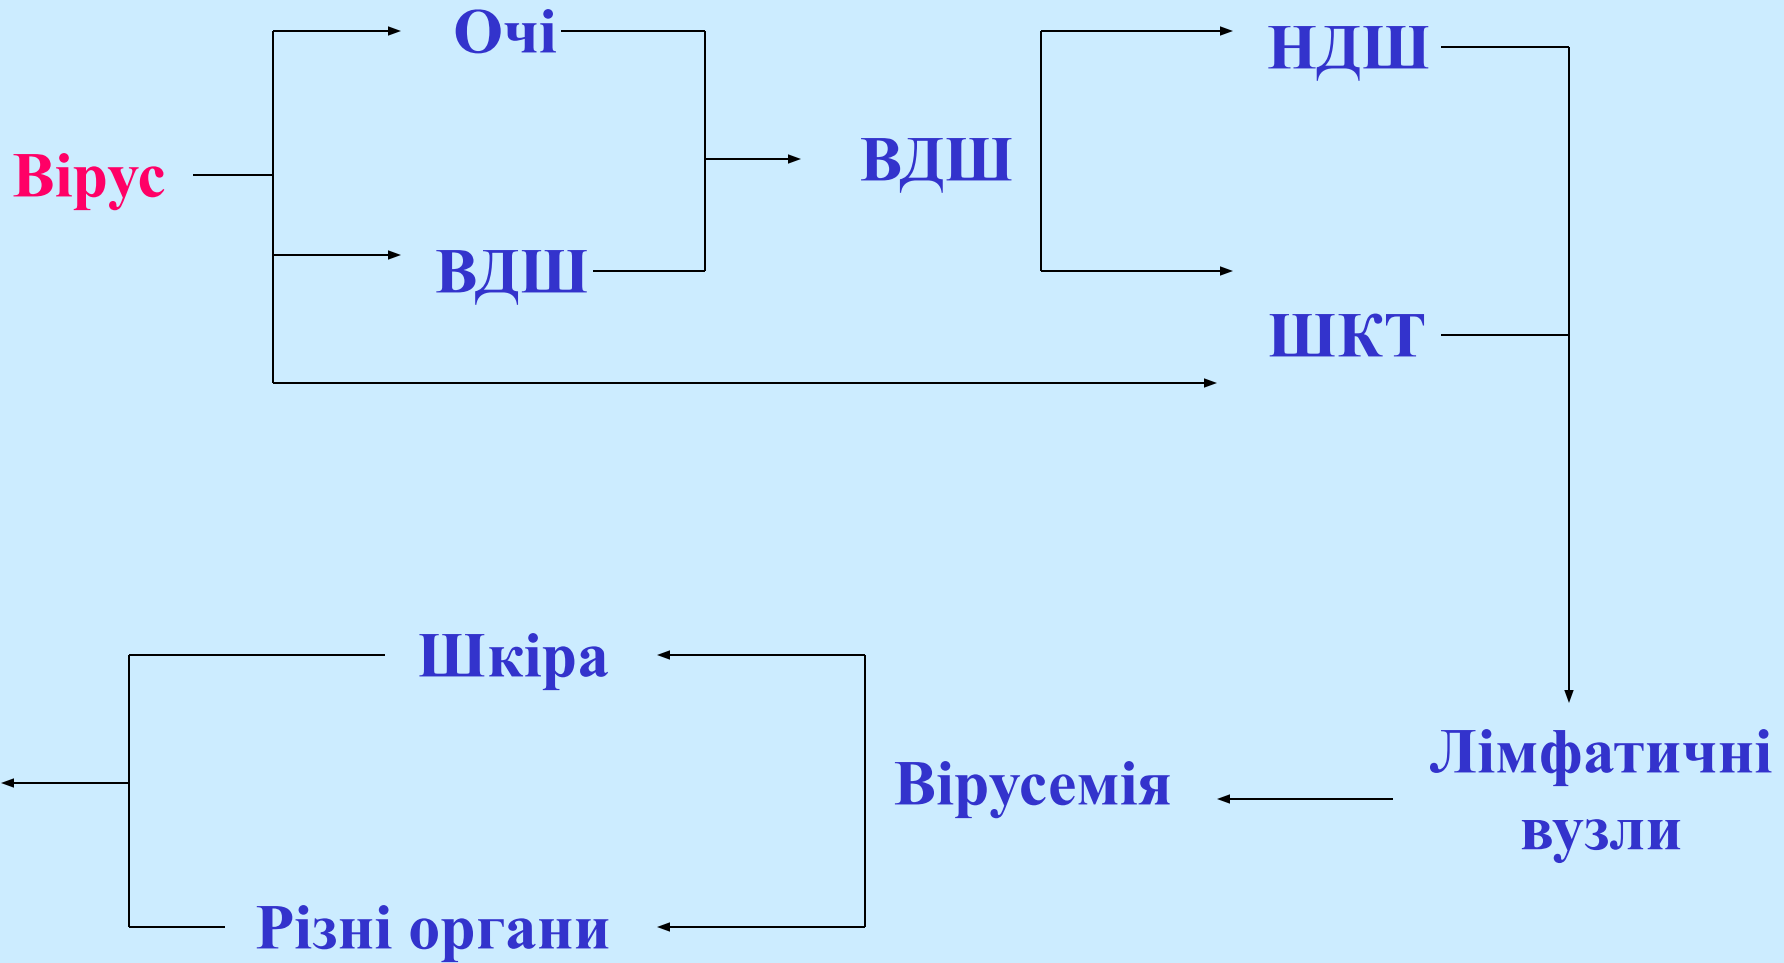 Очі
НДШ
Вірус
ВДШ
ВДШ
ШКТ
Шкіра
Лімфатичні
вузли
Вірусемія
Різні органи